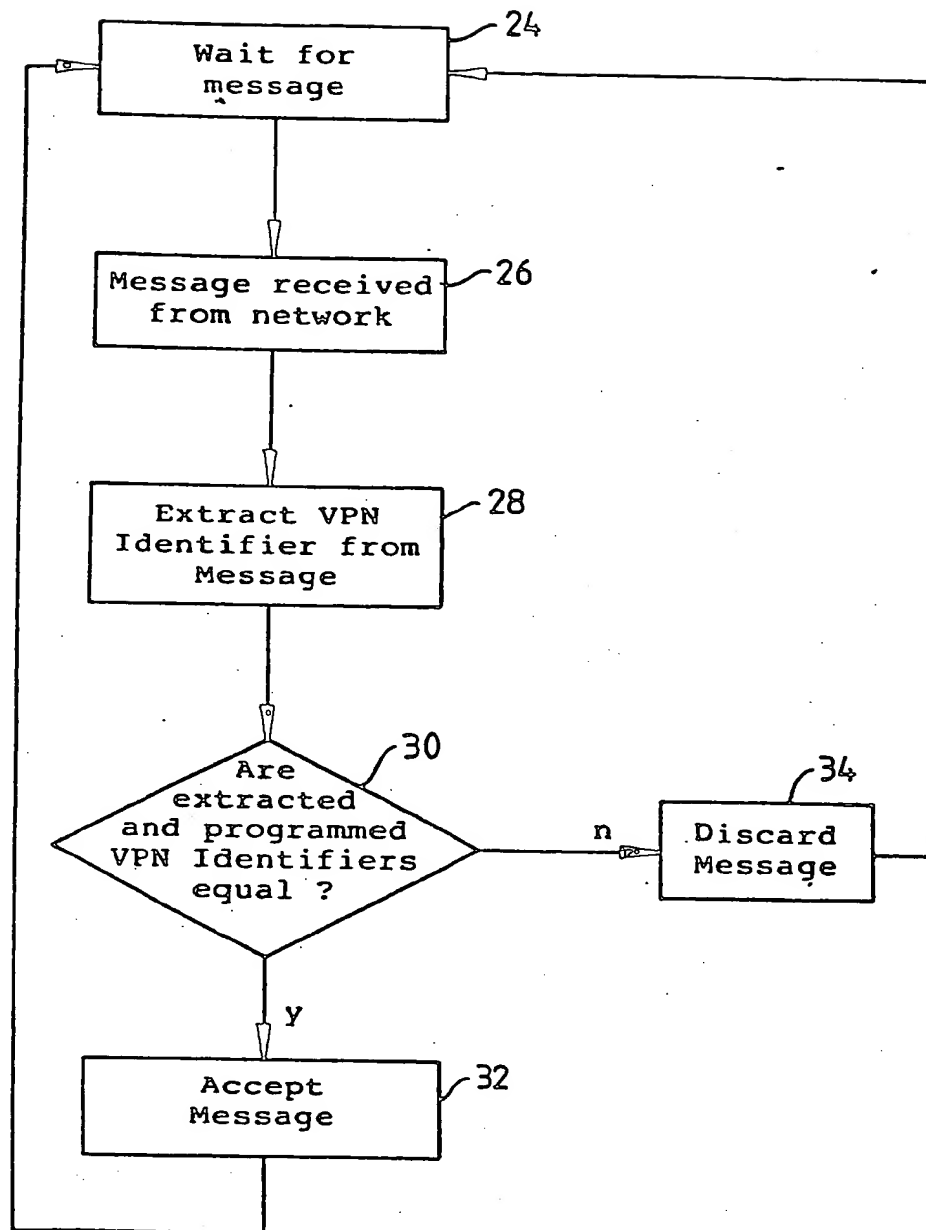 24
Wait for
message
26
Message received
from network
28
Extract VPN
Identifier from
Message
30
Are
extracted
and programmed
VPN Identifiers
equal ?
n
34
Discard
Message
y
32
Accept
Message